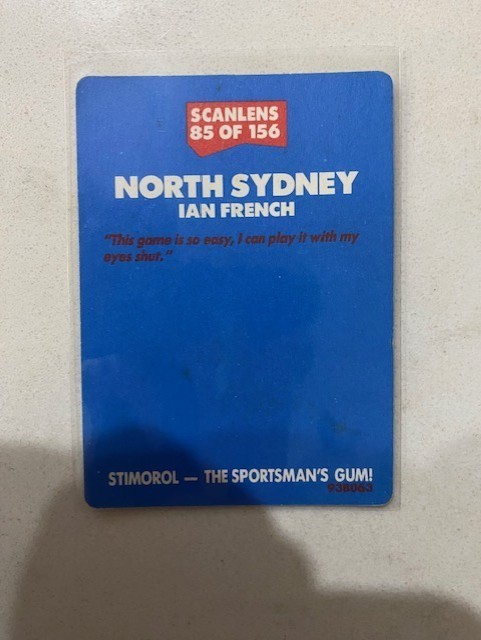 SCANLENS
85 OF 156
NORTH SYDNEY
IAN FRENCH
"This game is so easy, I can play it with my
eyes shut."
STIMOROL — THE SPORTSMAN'S GUM!
938063